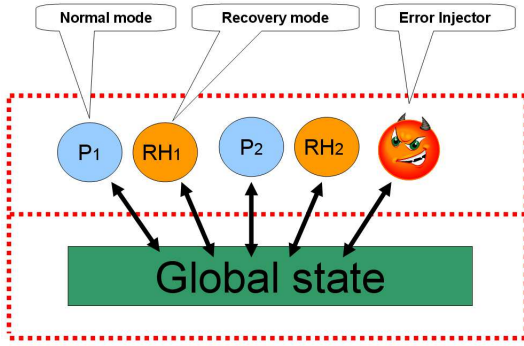 Normal mode
Recovery mode
Error Injector
P1
RH1
P2
RH2
Global state